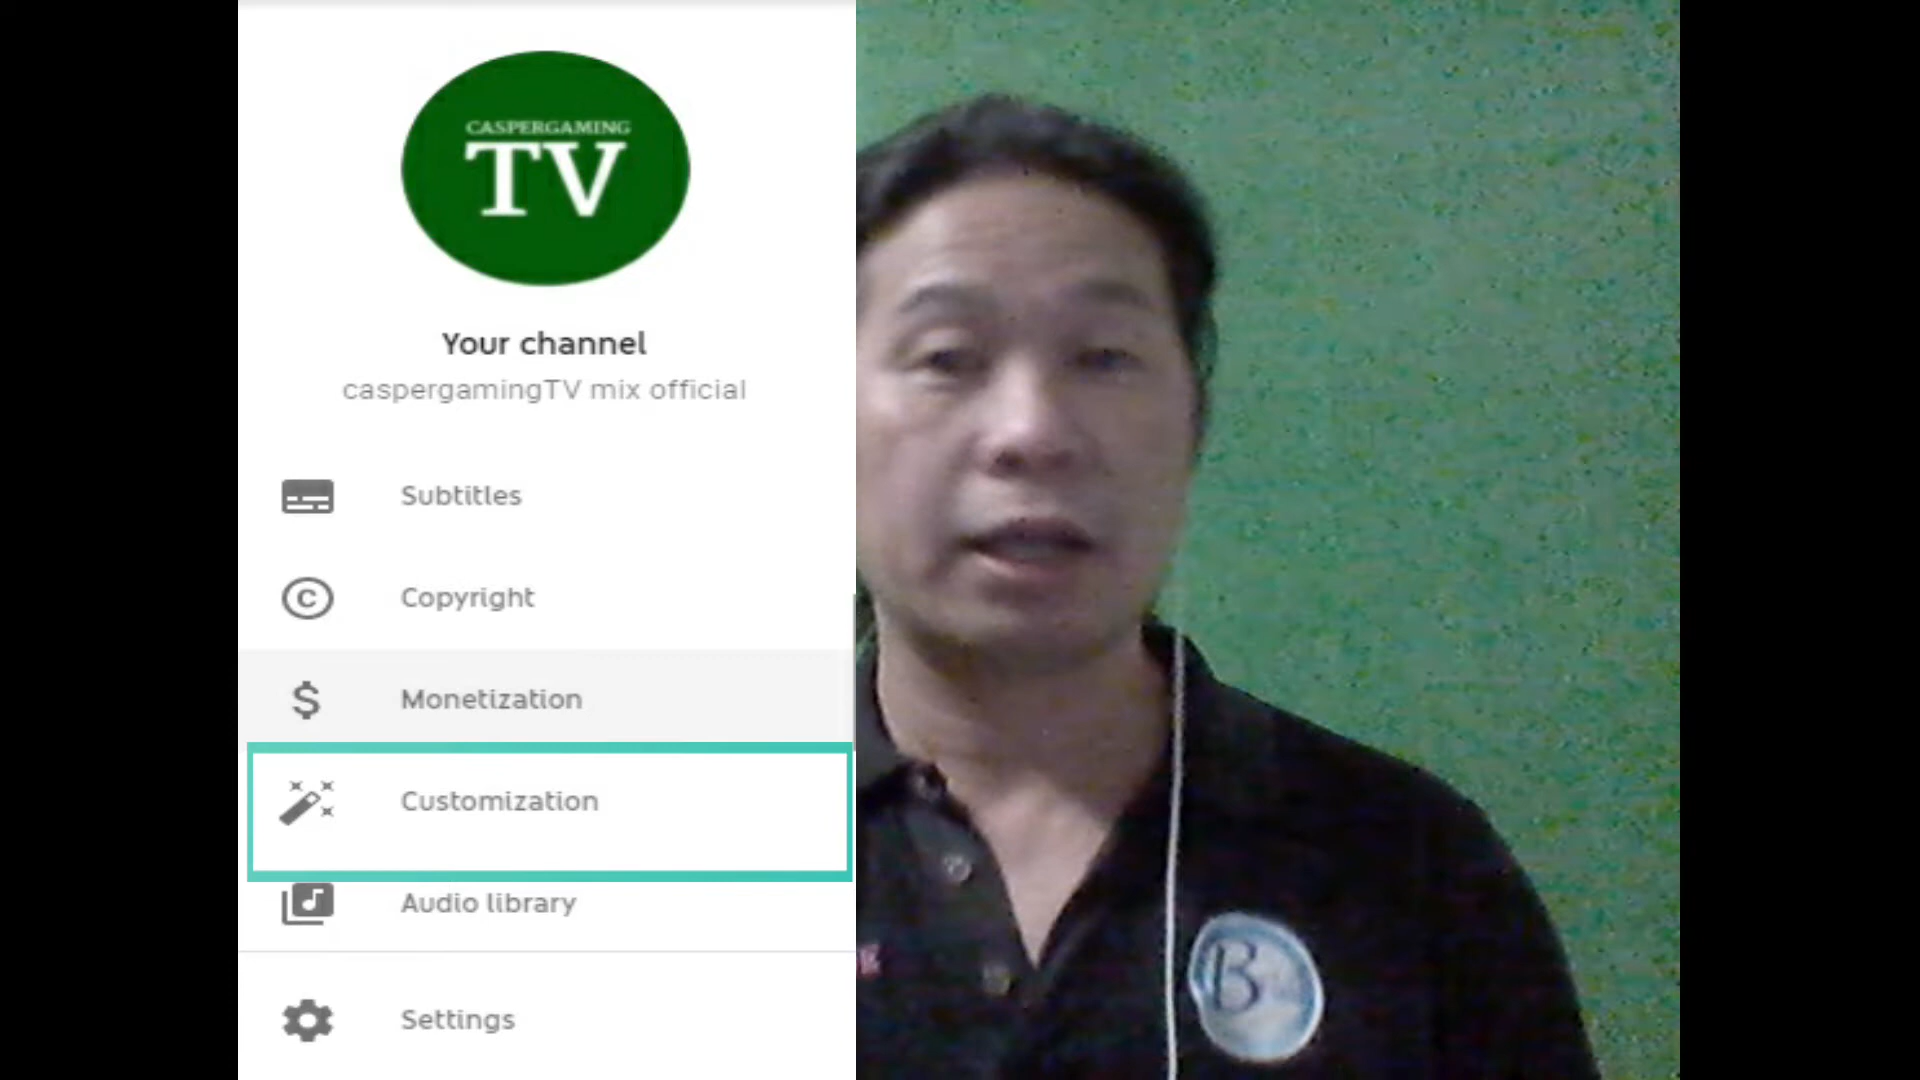 CASPERGAMING
TV
Your channel
caspergamingTV mix official
Subtitles
Copyright
Monetization
Customization
Audio library
Settings
B